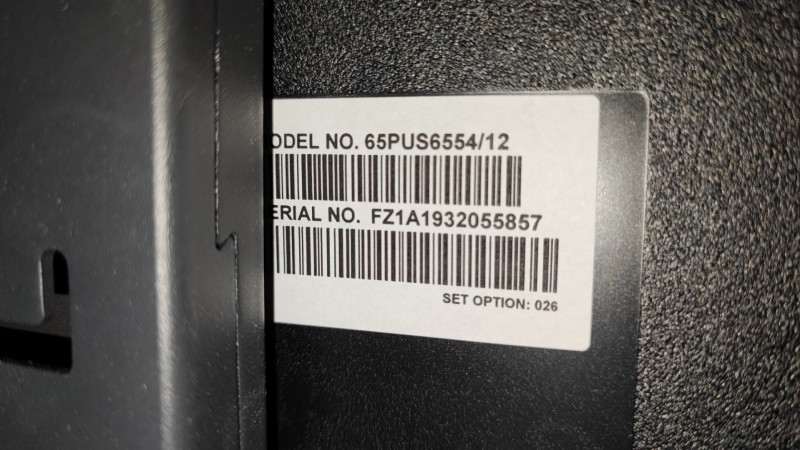 ODEL NO. 65PUS6554/12
ERIAL NO. FZ1A1932055857
SET OPTION: 026